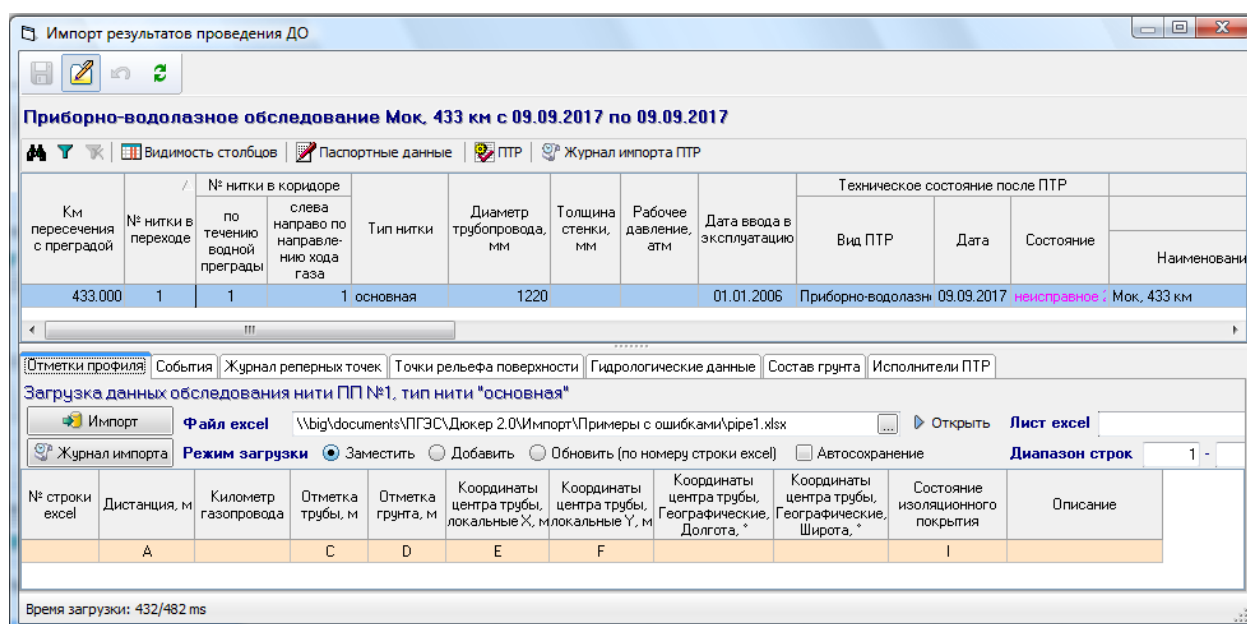 Импорт результатов проведения ДО
Приборно-водолазное обследование Мок, 433 км с 09.09.2017 по 09.09.2017
Видимость столбцов Паспортные данные ПТР Журнал импорта ПТР
Км пересечения с преградой
№ нитки в переходе
№ нитки в коридоре
по течению водной преграды
слева направо по направле-нию хода газа
Тип нитки
Диаметр трубопровода, мм
Толщина стенки, мм
Рабочее давление, атм
Дата ввода в эксплуатацию
Техническое состояние после ПТР
Вид ПТР
Дата
Состояние
Наименовани
433.000 1 1 1 основная 1220 01.01.2006 Приборно-водолазн 09.09.2017 неисправное Мок, 433 км
Отметки профиля События Журнал реперных точек Точки рельефа поверхности Гидрологические данные Состав грунта Исполнители ПТР
Загрузка данных обследования нити ПП №1, тип нити "основная"
Импорт Файл excel \\big\documents\ПГЭС\Дюкер 2.0\Импорт\Примеры с ошибками\pipe1.xlsx ... Открыть Лист excel
Журнал импорта Режим загрузки Заместить Добавить Обновить (по номеру строки excel) Автосохранение Диапазон строк 1 -
№ строки excel
Дистанция, м
Километр газопровода
Отметка трубы, м
Отметка грунта, м
Координаты центра трубы, локальные X, м
Координаты центра трубы, локальные Y, м
Координаты центра трубы, Географические, Долгота, °
Координаты центра трубы, Географические, Широта, °
Состояние изоляционного покрытия
Описание
A C D E F I
Время загрузки: 432/482 ms